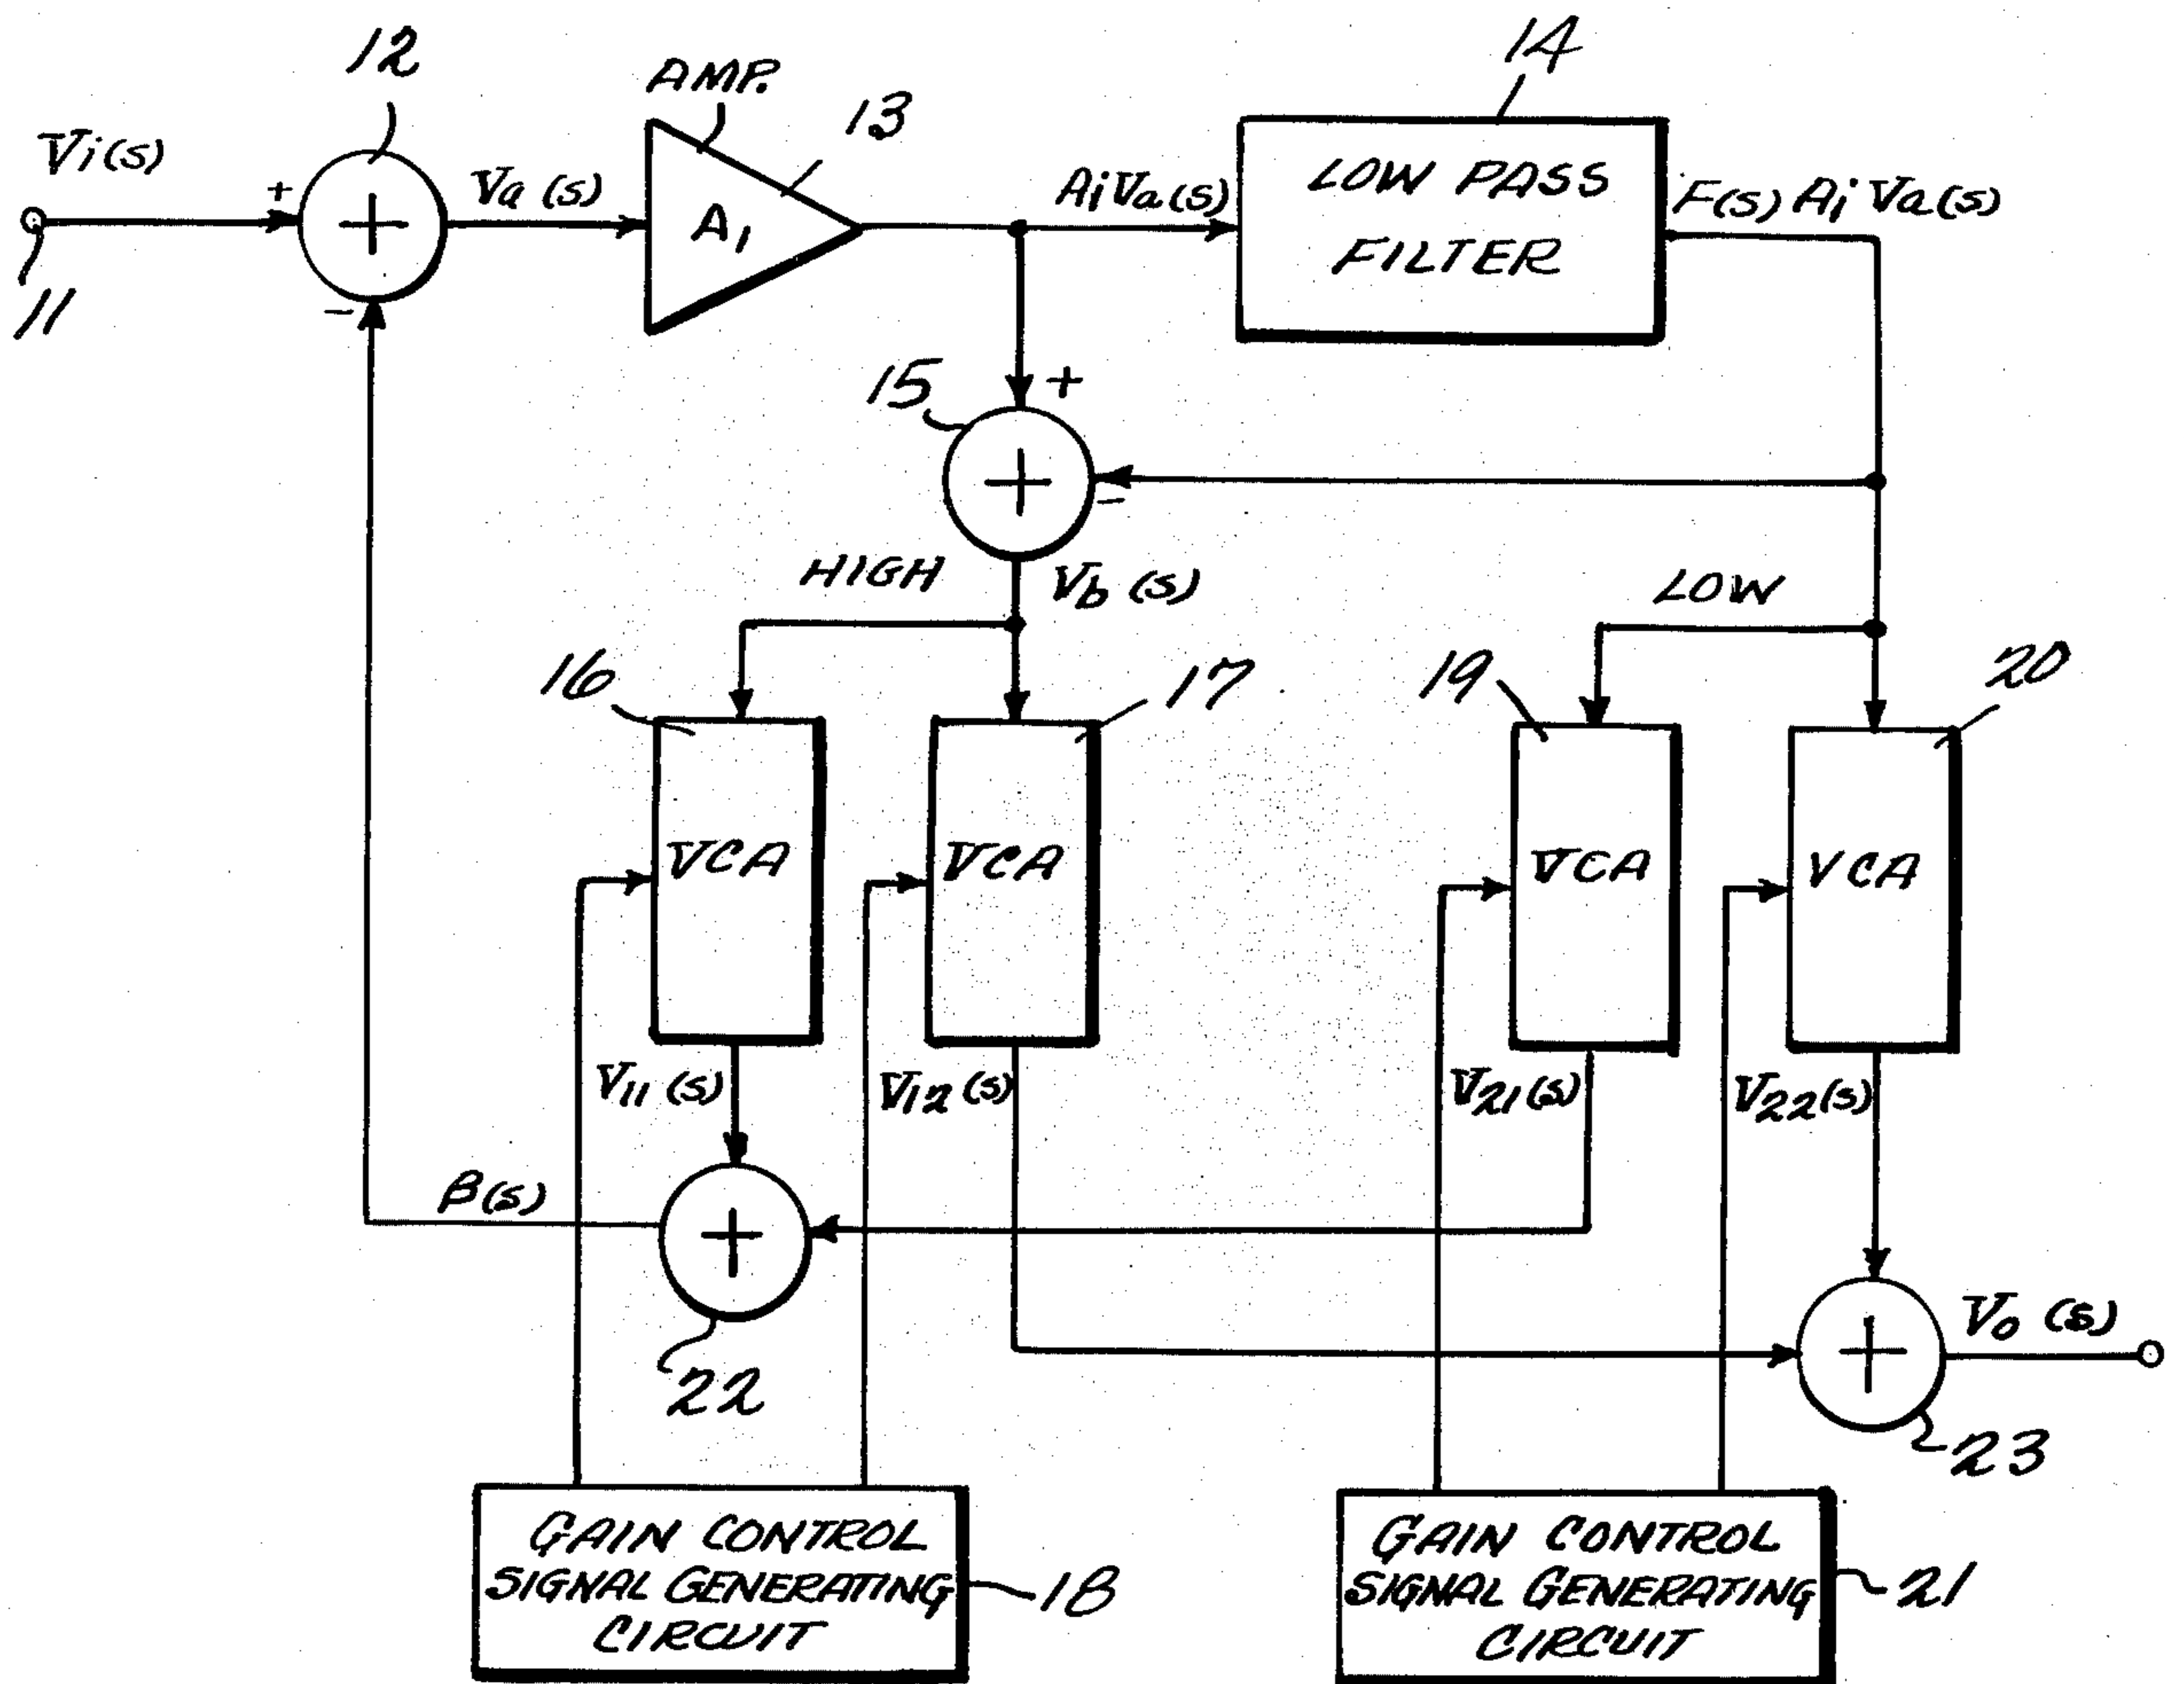 12
AMP.
14
13
Vi(s)
+
+
Va(s)
A1
AiVa(s)
LOW PASS
FILTER
F(s) Ai Va(s)
11
-
15
+
+
-
HIGH
Vb(s)
LOW
16
17
19
20
VCA
VCA
VCA
VCA
V11(s)
V12(s)
V21(s)
V22(s)
β(s)
+
22
+
Vo(s)
23
GAIN CONTROL
SIGNAL GENERATING
CIRCUIT
18
GAIN CONTROL
SIGNAL GENERATING
CIRCUIT
21